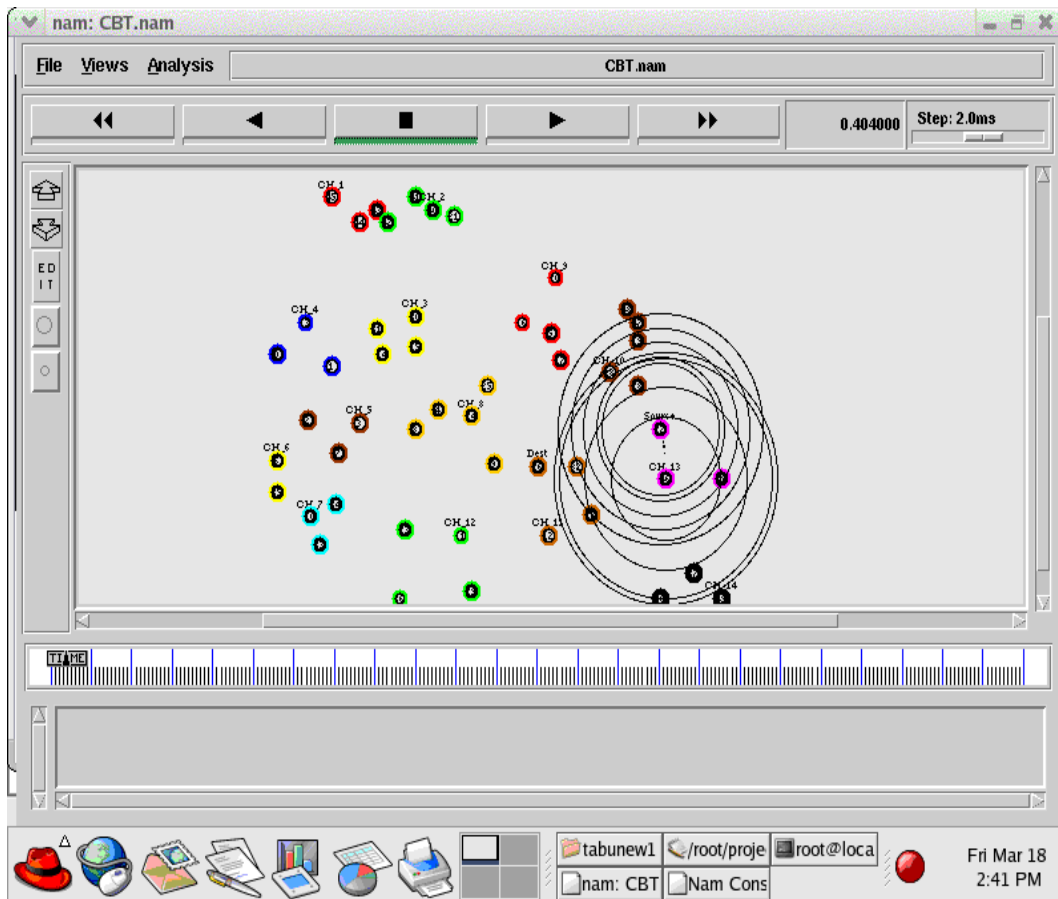 nam: CBT.nam
File Views Analysis CBT.nam
0.404000 Step: 2.0ms
ED
IT
CH_1
CH_2
CH_9
CH_4
CH_3
CH_10
CH_5
CH_8
Source
CH_6
Dest
CH_13
CH_7
CH_12
CH_14
TIME
tabunew1
/root/proje
root@loca
nam: CBT
Nam Cons
Fri Mar 18
2:41 PM